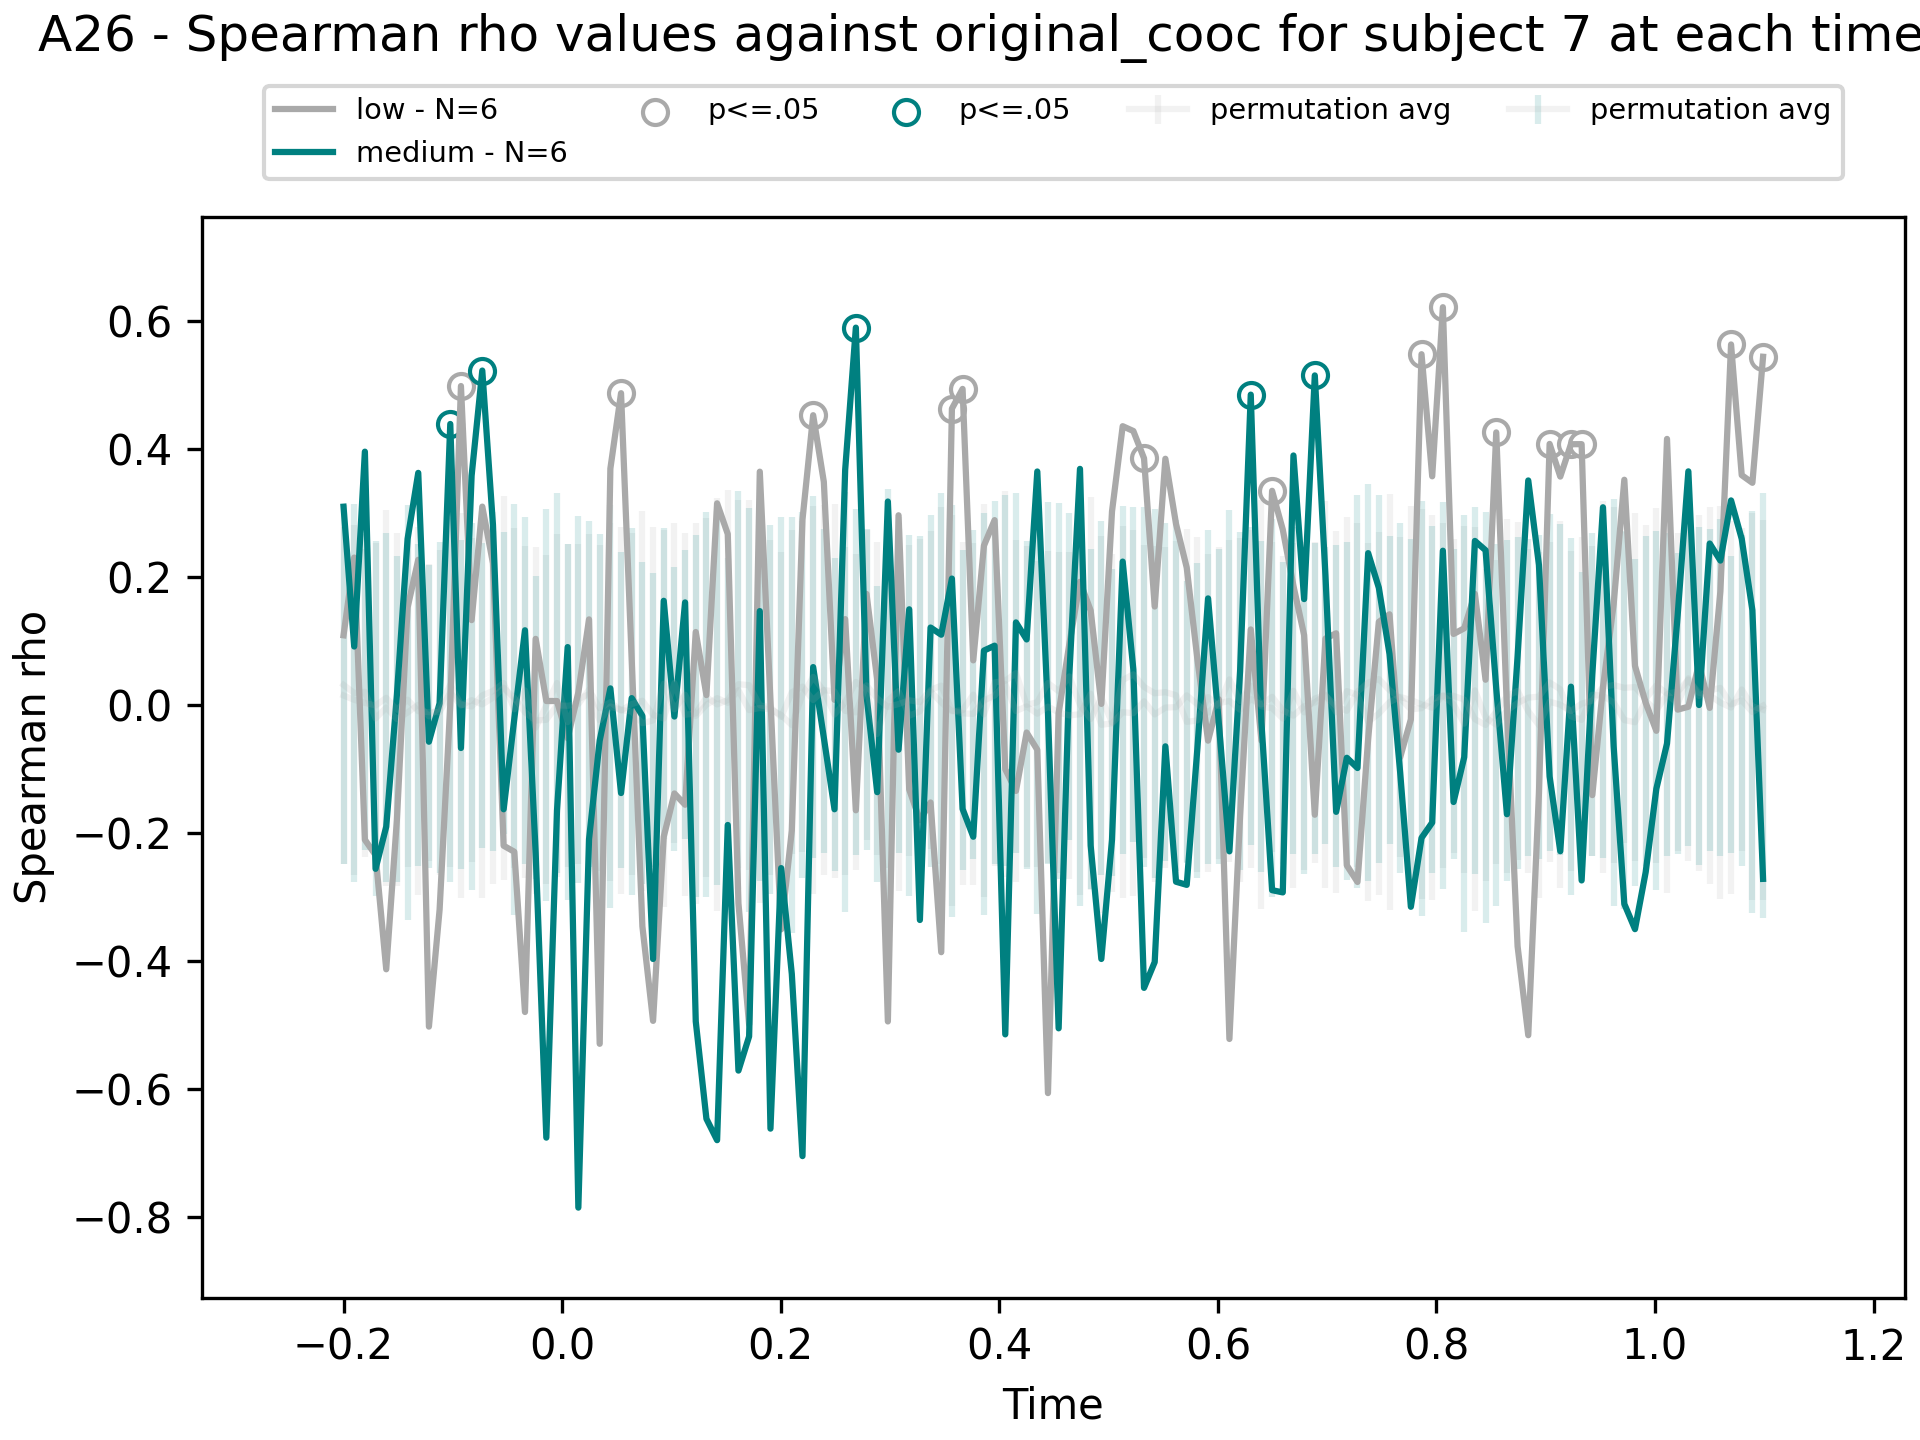 A26 - Spearman rho values against original_cooc for subject 7 at each time
low - N=6
medium - N=6
p<=.05
p<=.05
permutation avg
permutation avg
Spearman rho
0.6
0.4
0.2
0.0
−0.2
−0.4
−0.6
−0.8
−0.2 0.0 0.2 0.4 0.6 0.8 1.0 1.2
Time